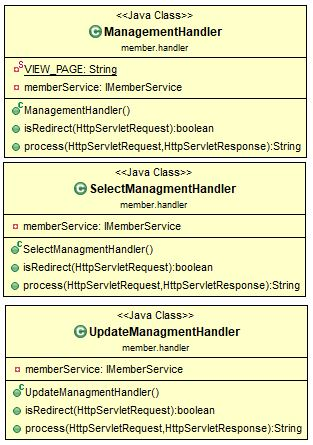 <<Java Class>>
ManagementHandler
member.handler
VIEW_PAGE: String
memberService: IMemberService
ManagementHandler()
isRedirect(HttpServletRequest):boolean
process(HttpServletRequest,HttpServletResponse):String
<<Java Class>>
SelectManagmentHandler
member.handler
memberService: IMemberService
SelectManagmentHandler()
isRedirect(HttpServletRequest):boolean
process(HttpServletRequest,HttpServletResponse):String
<<Java Class>>
UpdateManagmentHandler
member.handler
memberService: IMemberService
UpdateManagmentHandler()
isRedirect(HttpServletRequest):boolean
process(HttpServletRequest,HttpServletResponse):String